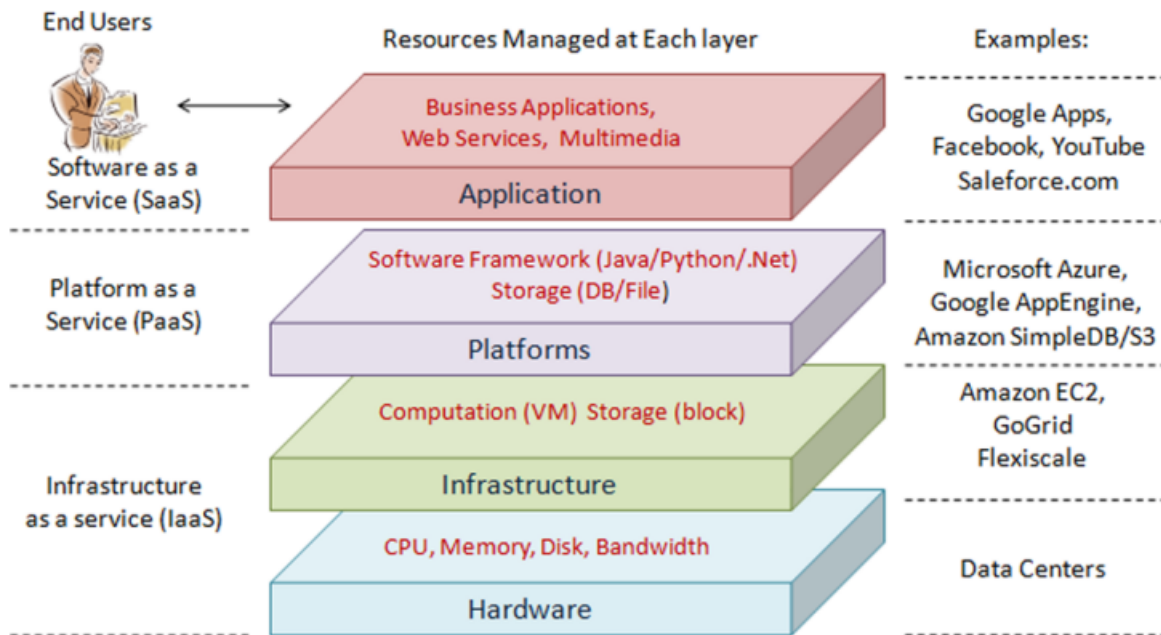 End Users
Resources Managed at Each layer
Examples:
Business Applications,
Web Services, Multimedia
Application
Software as a
Service (SaaS)
Google Apps,
Facebook, YouTube
Saleforce.com
Software Framework (Java/Python/.Net)
Storage (DB/File)
Platforms
Platform as a
Service (PaaS)
Microsoft Azure,
Google AppEngine,
Amazon SimpleDB/S3
Computation (VM) Storage (block)
Infrastructure
Amazon EC2,
GoGrid
Flexiscale
Infrastructure
as a service (IaaS)
CPU, Memory, Disk, Bandwidth
Hardware
Data Centers